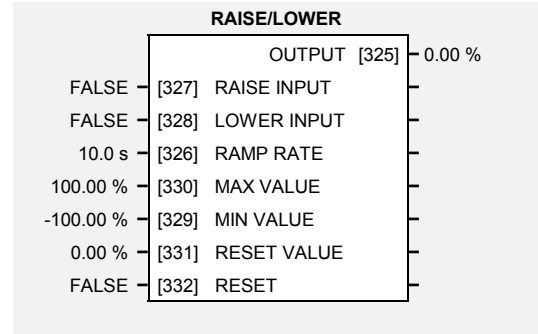 RAISE/LOWER
OUTPUT [325] 0.00 %
FALSE [327] RAISE INPUT
FALSE [328] LOWER INPUT
10.0 s [326] RAMP RATE
100.00 % [330] MAX VALUE
-100.00 % [329] MIN VALUE
0.00 % [331] RESET VALUE
FALSE [332] RESET